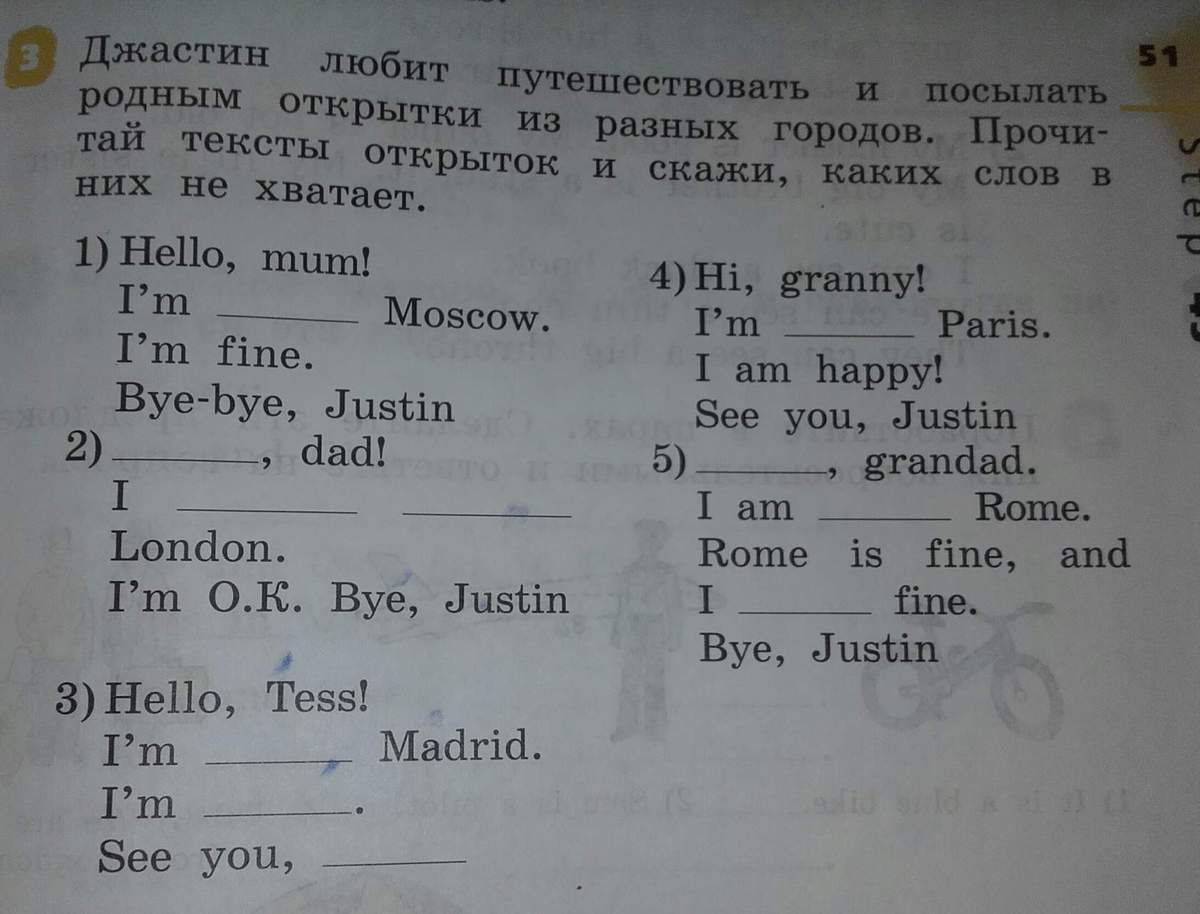 3 Джастин любит путешествовать и посылать
родным открытки из разных городов. Прочи-
тай тексты открыток и скажи, каких слов в
них не хватает.
51
Step
1) Hello, mum!
I'm ______ Moscow.
I'm fine.
Bye-bye, Justin
2) ______, dad!
I ______ ______
London.
I'm O.K. Bye, Justin
3) Hello, Tess!
I'm ______ Madrid.
I'm ______.
See you, ______
4) Hi, granny!
I'm ______ Paris.
I am happy!
See you, Justin
5) ______, grandad.
I am ______ Rome.
Rome is fine, and
I ______ fine.
Bye, Justin